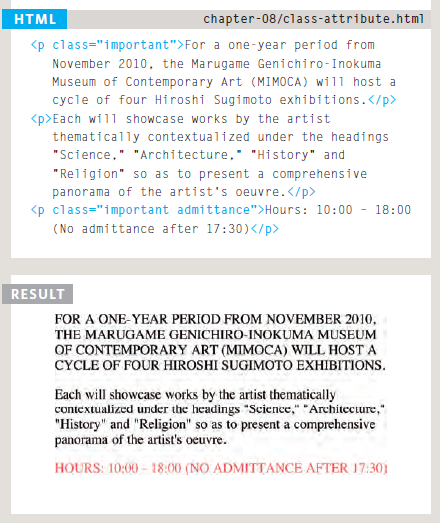 HTML chapter-08/class-attribute.html
<p class="important">For a one-year period from
November 2010, the Marugame Genichiro-Inokuma
Museum of Contemporary Art (MIMOCA) will host a
cycle of four Hiroshi Sugimoto exhibitions.</p>
<p>Each will showcase works by the artist
thematically contextualized under the headings
"Science," "Architecture," "History" and
"Religion" so as to present a comprehensive
panorama of the artist's oeuvre.</p>
<p class="important admittance">Hours: 10:00 – 18:00
(No admittance after 17:30)</p>
RESULT
FOR A ONE-YEAR PERIOD FROM NOVEMBER 2010,
THE MARUGAME GENICHIRO-INOKUMA MUSEUM
OF CONTEMPORARY ART (MIMOCA) WILL HOST A
CYCLE OF FOUR HIROSHI SUGIMOTO EXHIBITIONS.
Each will showcase works by the artist thematically
contextualized under the headings "Science," "Architecture,"
"History" and "Religion" so as to present a comprehensive
panorama of the artist's oeuvre.
HOURS: 10:00 – 18:00 (NO ADMITTANCE AFTER 17:30)